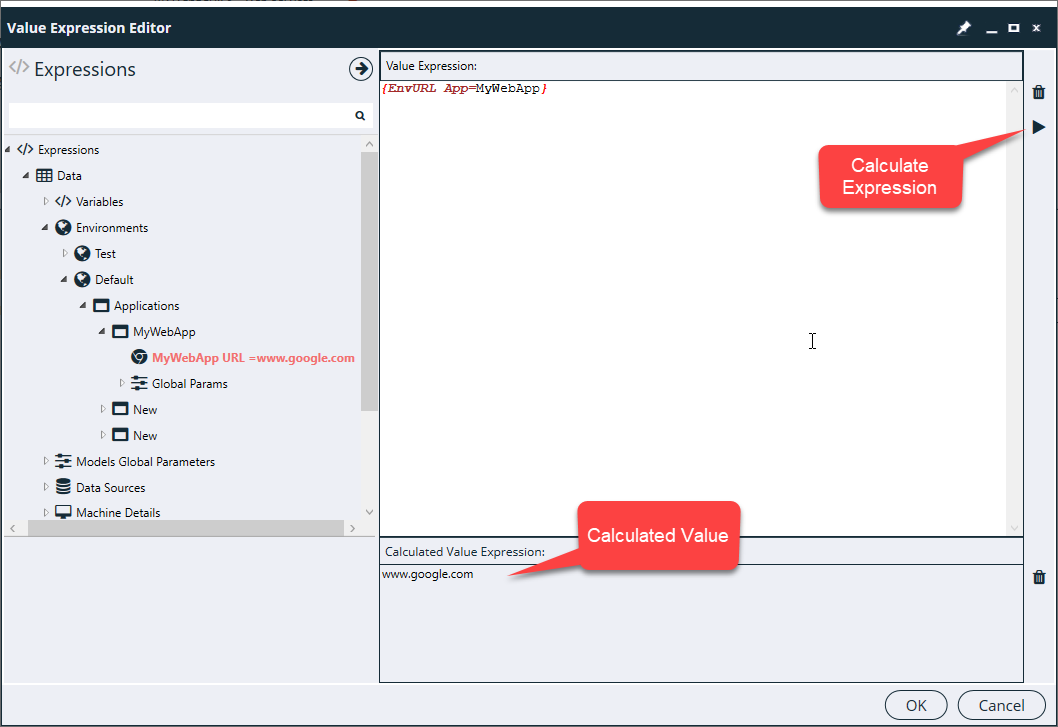 Value Expression Editor
Expressions
Expressions
Data
Variables
Environments
Test
Default
Applications
MyWebApp
MyWebApp URL =www.google.com
Global Params
New
New
Models Global Parameters
Data Sources
Machine Details
Value Expression:
{EnvURL App=MyWebApp}
Calculate
Expression
Calculated Value
Calculated Value Expression:
www.google.com
OK
Cancel